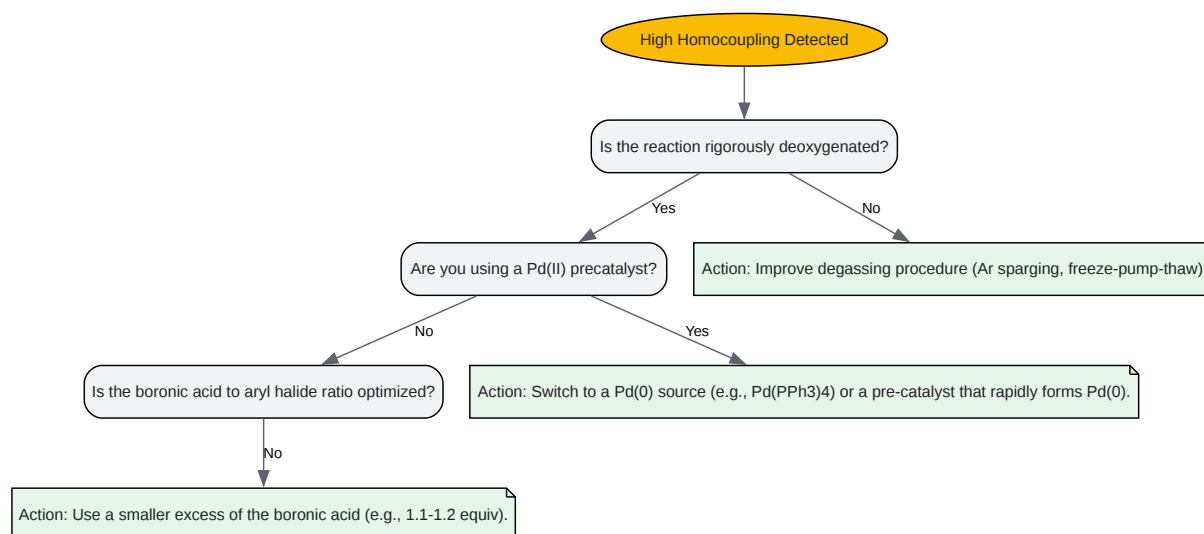 High Homocoupling Detected
Is the reaction rigorously deoxygenated?
Yes
No
Are you using a Pd(II) precatalyst?
Action: Improve degassing procedure (Ar sparging, freeze-pump-thaw)
No
Yes
Is the boronic acid to aryl halide ratio optimized?
Action: Switch to a Pd(0) source (e.g., Pd(PPh3)4) or a pre-catalyst that rapidly forms Pd(0).
No
Action: Use a smaller excess of the boronic acid (e.g., 1.1-1.2 equiv).